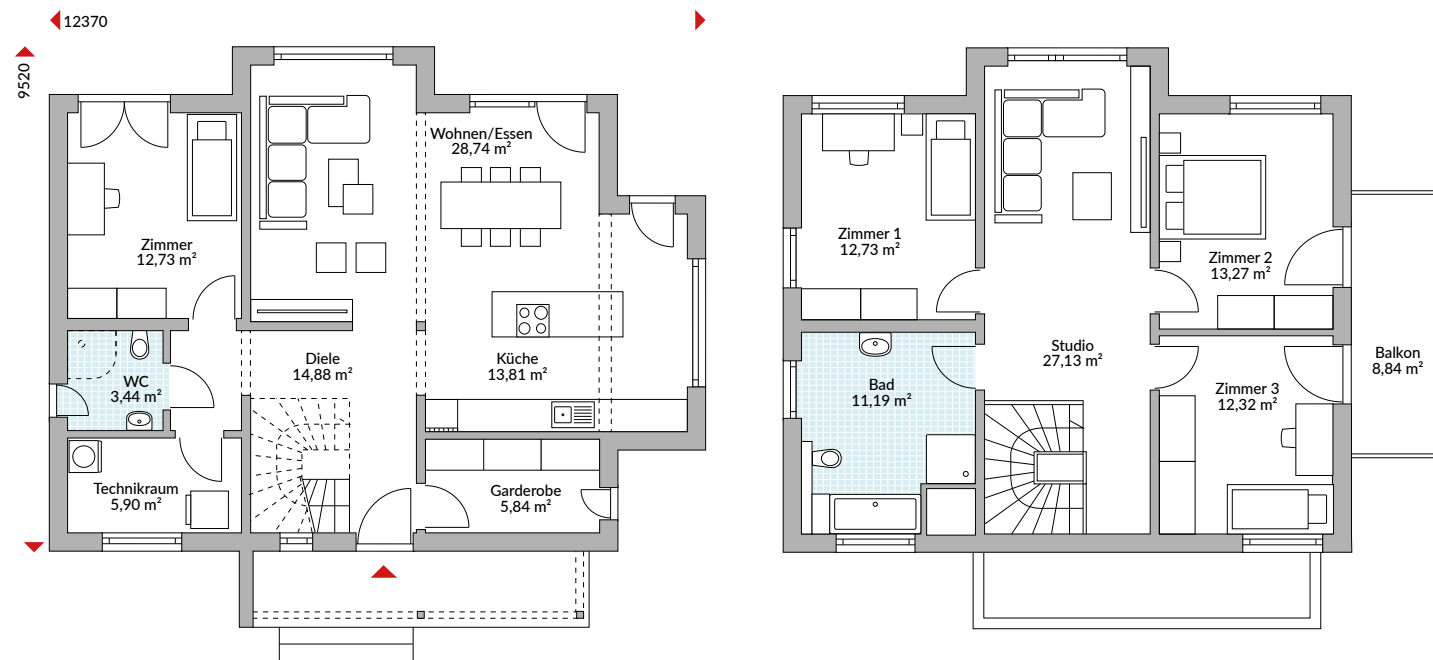 12370
9520
Wohnen/Essen
28,74 m²
Zimmer
12,73 m²
Diele
14,88 m²
Küche
13,81 m²
WC
3,44 m²
Technikraum
5,90 m²
Garderobe
5,84 m²
Zimmer 1
12,73 m²
Zimmer 2
13,27 m²
Studio
27,13 m²
Balkon
8,84 m²
Bad
11,19 m²
Zimmer 3
12,32 m²